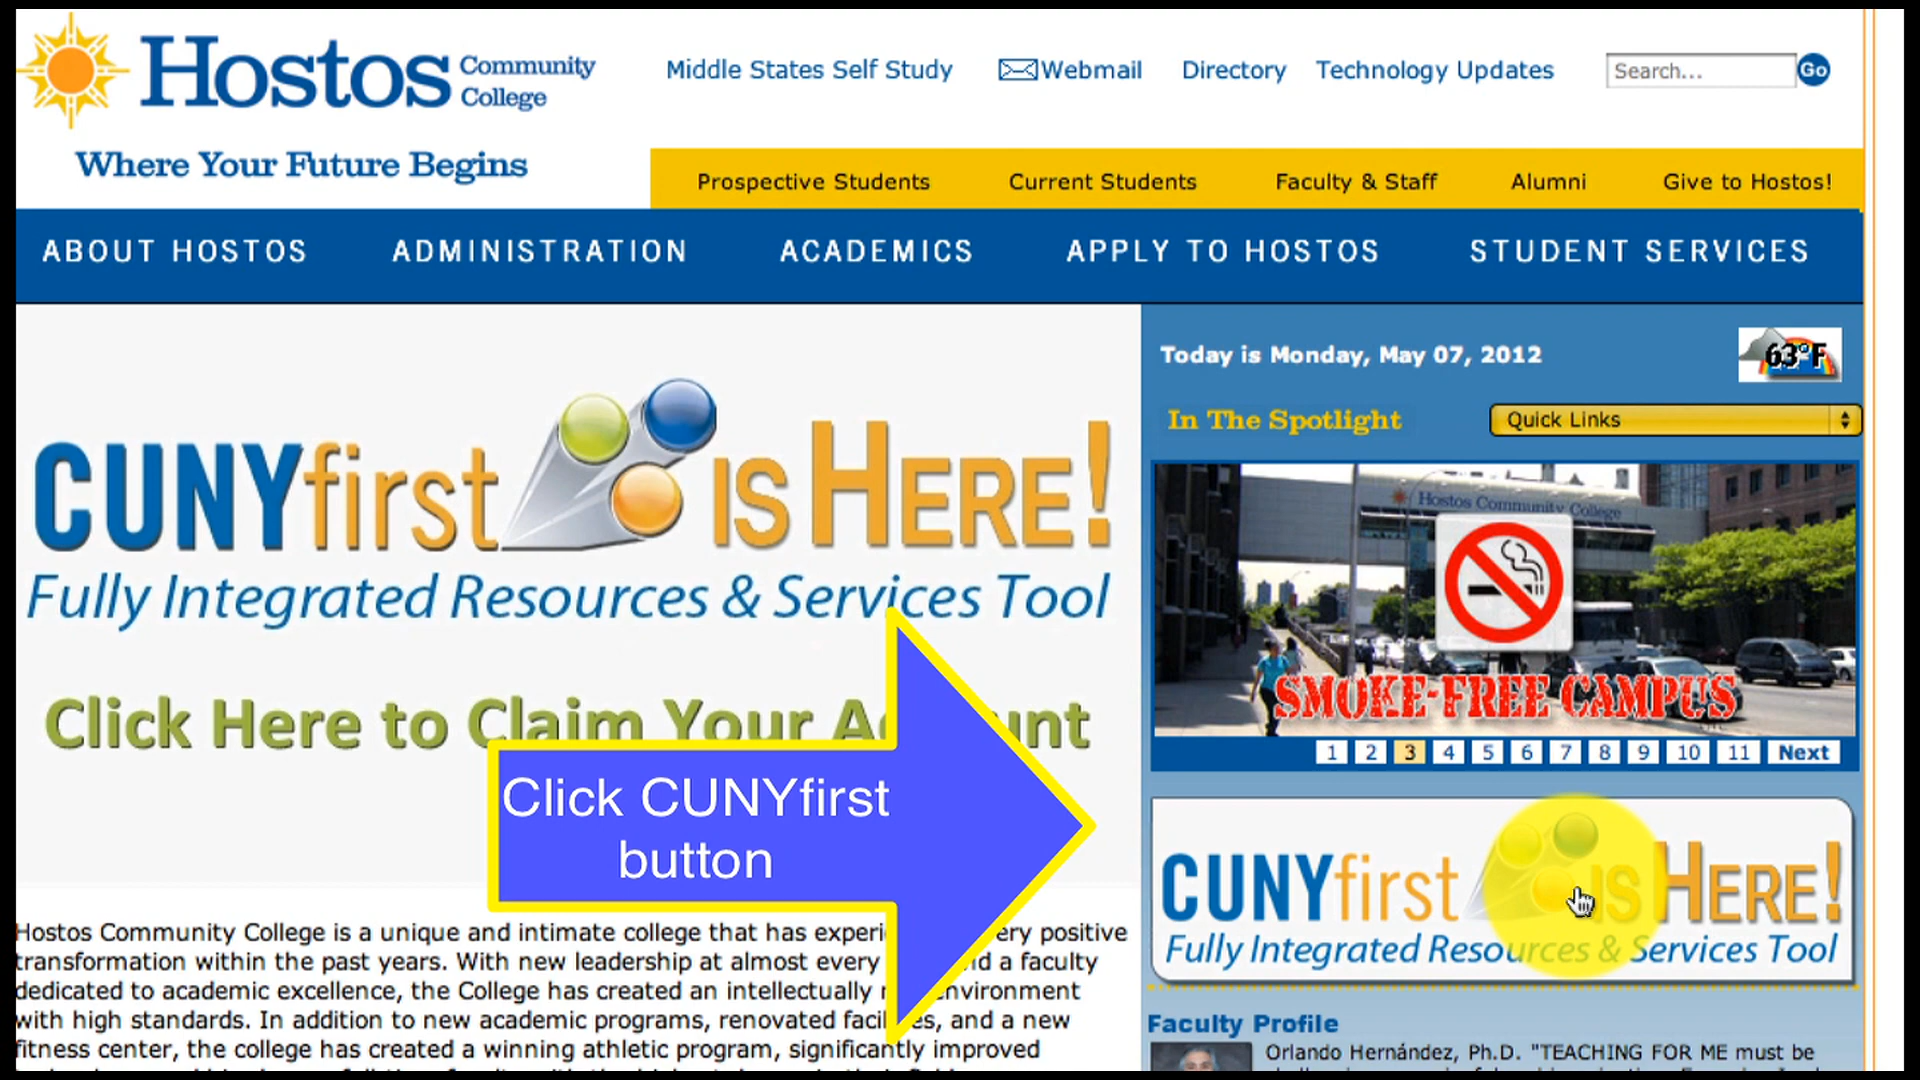 Hostos Community College
Where Your Future Begins
Middle States Self Study
Webmail
Directory
Technology Updates
Search...
Go
Prospective Students
Current Students
Faculty & Staff
Alumni
Give to Hostos!
ABOUT HOSTOS
ADMINISTRATION
ACADEMICS
APPLY TO HOSTOS
STUDENT SERVICES
CUNYfirst IS HERE!
Fully Integrated Resources & Services Tool
Click Here to Claim Your
Click CUNYfirst
button
Hostos Community College is a unique and intimate college that has positive
transformation within the past years. With new leadership at almost every a faculty
dedicated to academic excellence, the College has created an intellectually environment
with high standards. In addition to new academic programs, renovated and a new
fitness center, the college has created a winning athletic program, significantly improved
Today is Monday, May 07, 2012
63°F
In The Spotlight
Quick Links
Hostos Community College
SMOKE-FREE CAMPUS
1 2 3 4 5 6 7 8 9 10 11 Next
CUNYfirst IS HERE!
Fully Integrated Resources & Services Tool
Faculty Profile
Orlando Hernández, Ph.D. "TEACHING FOR ME must be